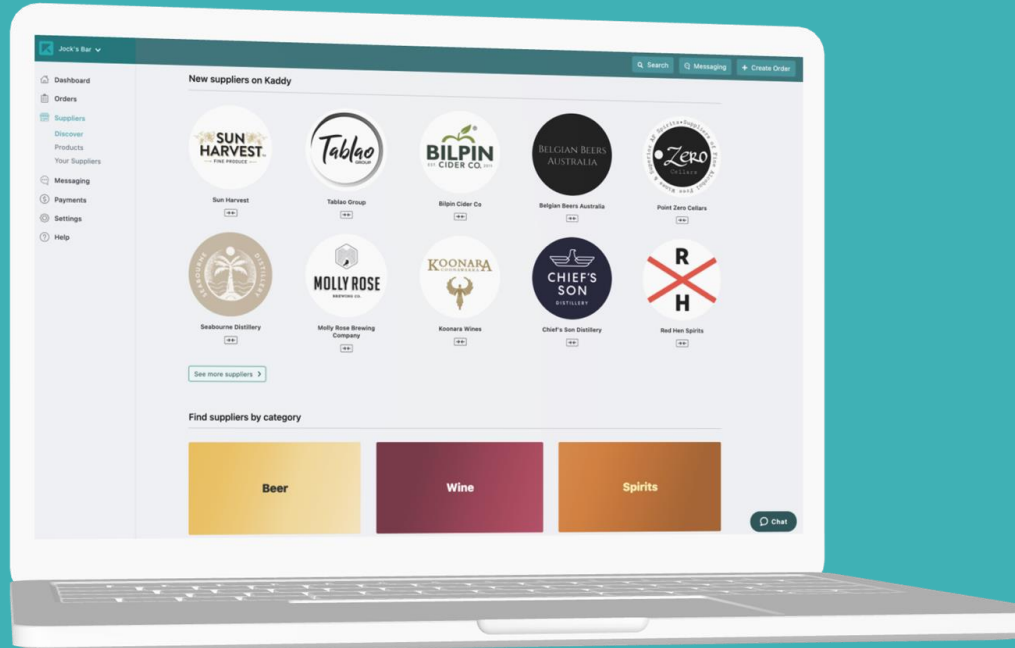 Jock's Bar
Search
Messaging
+ Create Order
Dashboard
Orders
Suppliers
Discover
Products
Your Suppliers
Messaging
Payments
Settings
Help
New suppliers on Kaddy
SUN
HARVEST
FINE PRODUCE
Tablao
GROUP
BILPIN
CIDER CO.
BELGIAN BEERS
AUSTRALIA
Zero
Cellars
Sun Harvest
Tablao Group
Bilpin Cider Co
Belgian Beers Australia
Point Zero Cellars
SEABOURNE DISTILLERY
MOLLY ROSE
BREWING CO.
KOONARA
CHIEF'S
SON
DISTILLERY
R
H
Seabourne Distillery
Molly Rose Brewing
Company
Koonara Wines
Chief's Son Distillery
Red Hen Spirits
See more suppliers
Find suppliers by category
Beer
Wine
Spirits
Chat